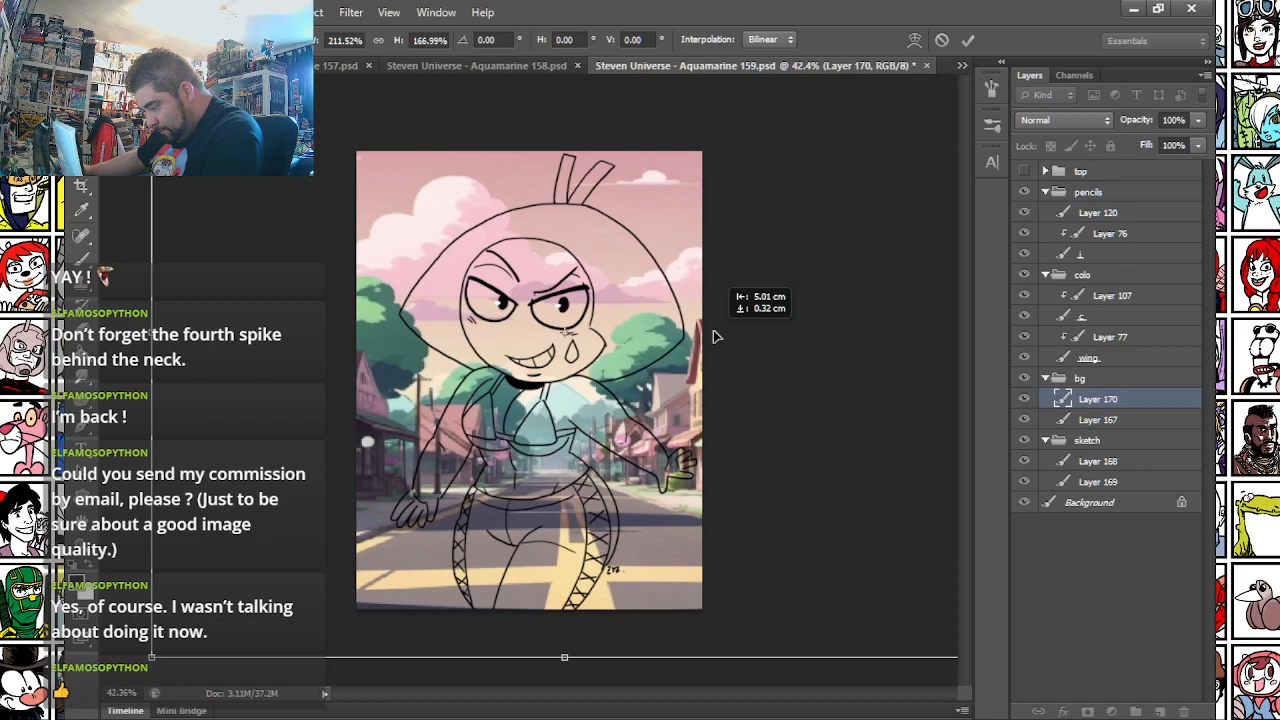 Filter View Window Help
211.52% H: 166.99% 0.00 ° H: 0.00 ° V: 0.00 ° Interpolation: Bilinear
Essentials
157.psd × Steven Universe - Aquamarine 158.psd × Steven Universe - Aquamarine 159.psd @ 42.4% (Layer 170, RGB/8) * ×
Layers Channels
Kind
Normal Opacity: 100%
Lock: Fill: 100%
top
pencils
Layer 120
Layer 76
i
colo
Layer 107
c
Layer 77
wing
bg
Layer 170
Layer 167
sketch
Layer 168
Layer 169
Background
5.01 cm
0.32 cm
YAY !
ELFAMOSOPYTHON
Don't forget the fourth spike
behind the neck.
ELFAMOSOPYTHON
I'm back !
ELFAMOSOPYTHON
Could you send my commission
by email, please ? (Just to be
sure about a good image
quality.)
ELFAMOSOPYTHON
Yes, of course. I wasn't talking
about doing it now.
ELFAMOSOPYTHON
42.36% Doc: 3.11M/37.2M
Timeline Mini Bridge